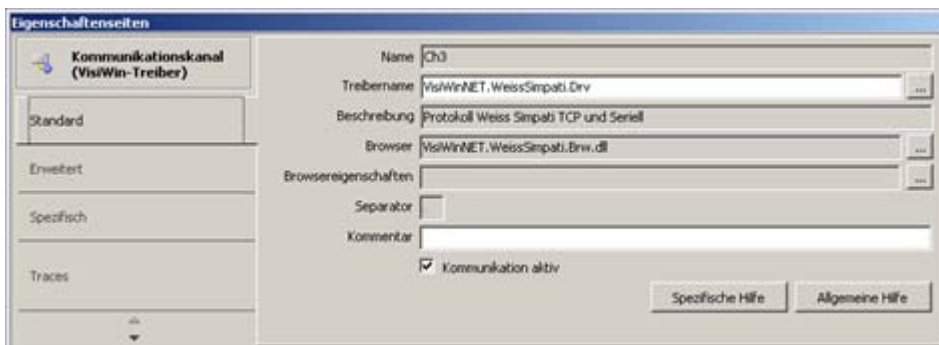 Eigenschaftenseiten
Kommunikationskanal
(VisiWin-Treiber)
Standard
Erweitert
Spezifisch
Traces
Name Ch3
Treibername VisiWinNET.WeissSimpati.Drv ...
Beschreibung Protokoll Weiss Simpati TCP und Seriell
Browser VisiWinNET.WeissSimpati.Brw.dll ...
Browsereigenschaften ...
Separator .
Kommentar
Kommunikation aktiv
Spezifische Hilfe Allgemeine Hilfe